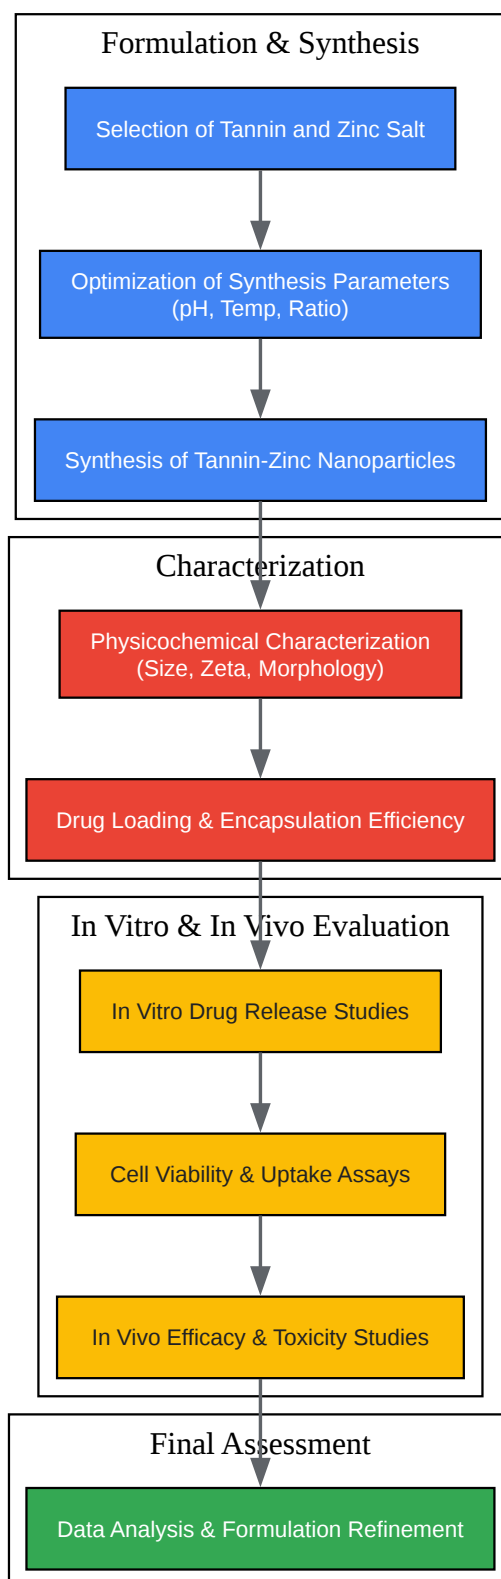 Formulation & Synthesis
Selection of Tannin and Zinc Salt
Optimization of Synthesis Parameters
(pH, Temp, Ratio)
Synthesis of Tannin-Zinc Nanoparticles
Characterization
Physicochemical Characterization
(Size, Zeta, Morphology)
Drug Loading & Encapsulation Efficiency
In Vitro & In Vivo Evaluation
In Vitro Drug Release Studies
Cell Viability & Uptake Assays
In Vivo Efficacy & Toxicity Studies
Final Assessment
Data Analysis & Formulation Refinement